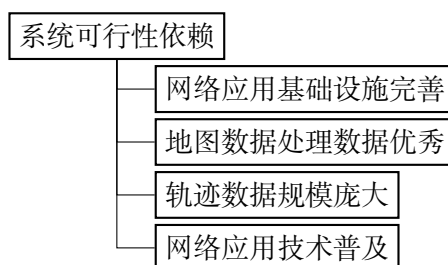 系统可行性依赖
网络应用基础设施完善
地图数据处理数据优秀
轨迹数据规模庞大
网络应用技术普及